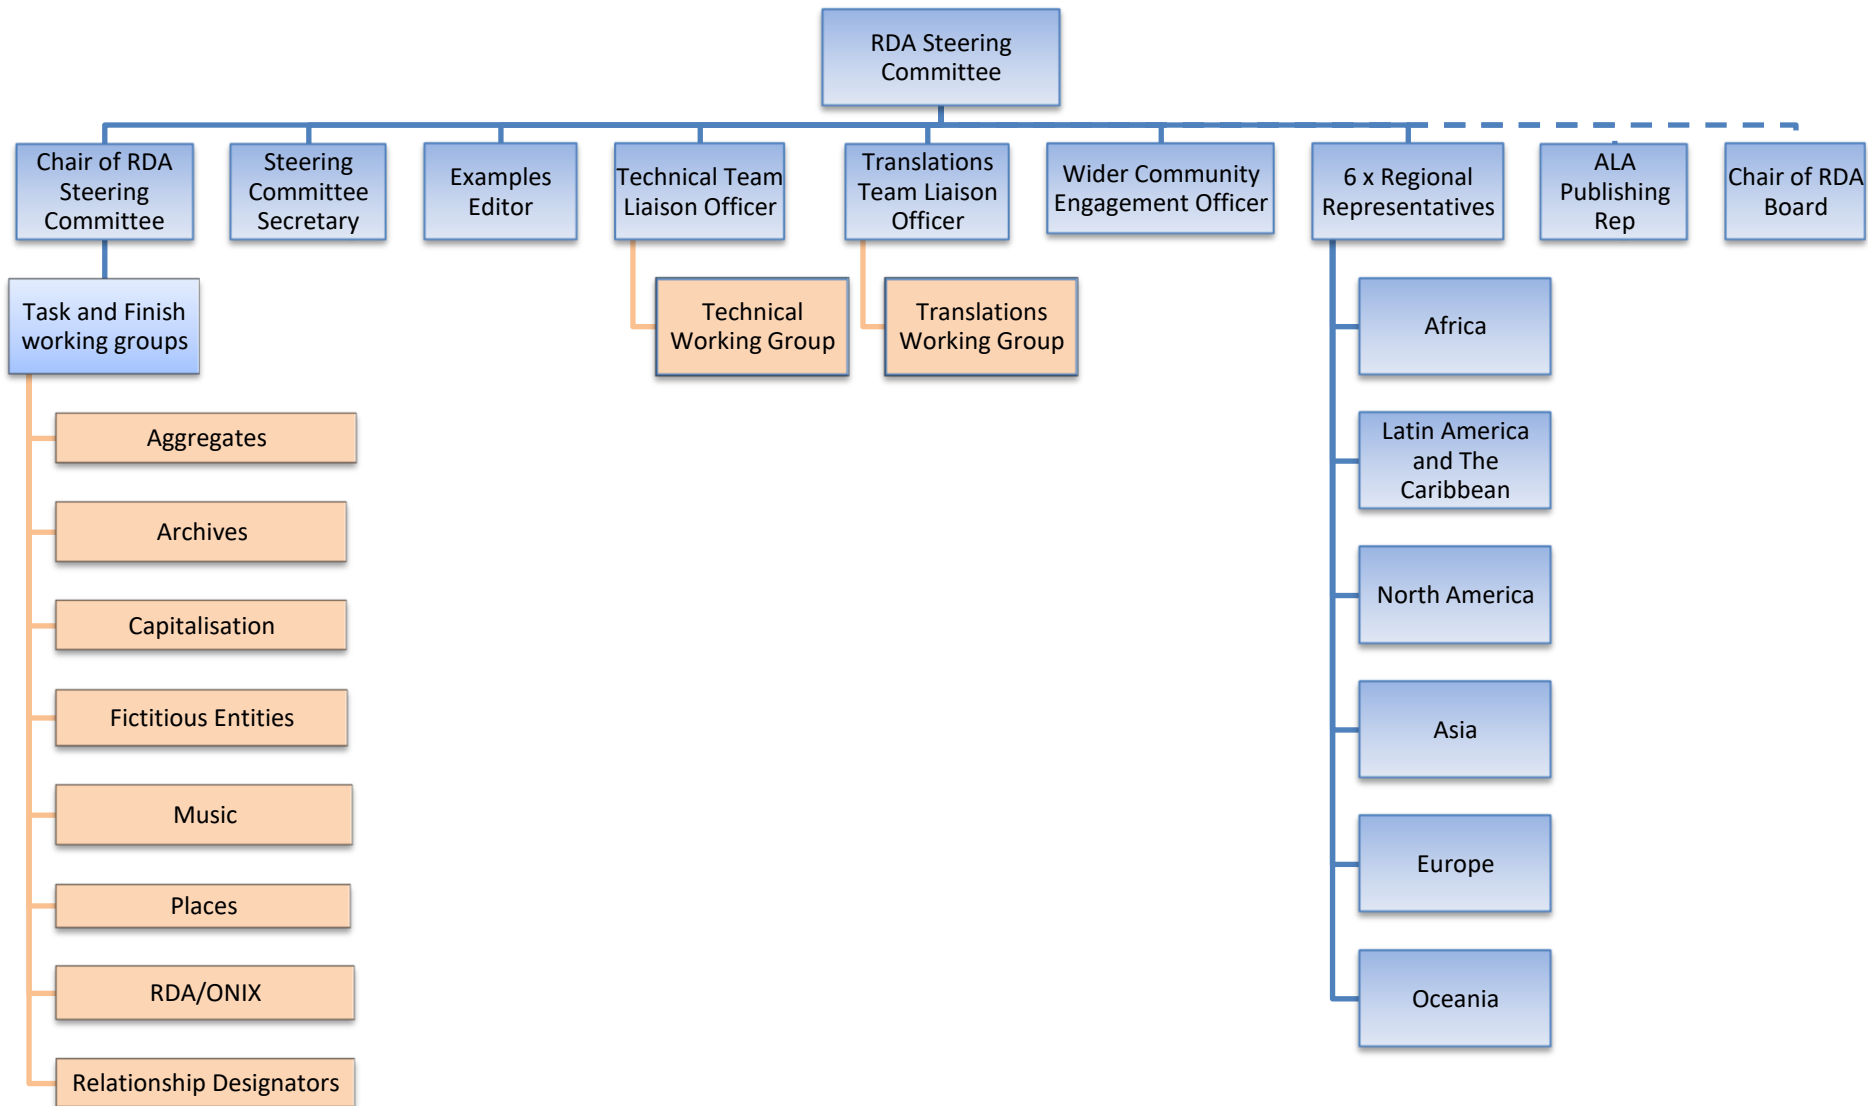 RDA Steering
Committee
Chair of RDA
Steering
Committee
Steering
Committee
Secretary
Examples
Editor
Technical Team
Liaison Officer
Translations
Team Liaison
Officer
Wider Community
Engagement Officer
6 x Regional
Representatives
ALA
Publishing
Rep
Chair of RDA
Board
Task and Finish
working groups
Technical
Working Group
Translations
Working Group
Aggregates
Archives
Capitalisation
Fictitious Entities
Music
Places
RDA/ONIX
Relationship Designators
Africa
Latin America
and The
Caribbean
North America
Asia
Europe
Oceania